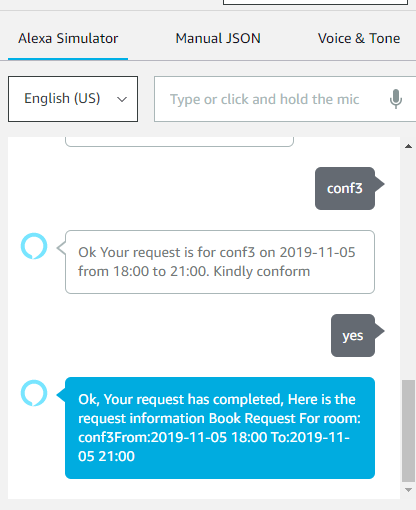 Alexa Simulator
Manual JSON
Voice & Tone
English (US)
Type or click and hold the mic
conf3
Ok Your request is for conf3 on 2019-11-05
from 18:00 to 21:00. Kindly conform
yes
Ok, Your request has completed, Here is the
request information Book Request For room:
conf3From:2019-11-05 18:00 To:2019-11-
05 21:00